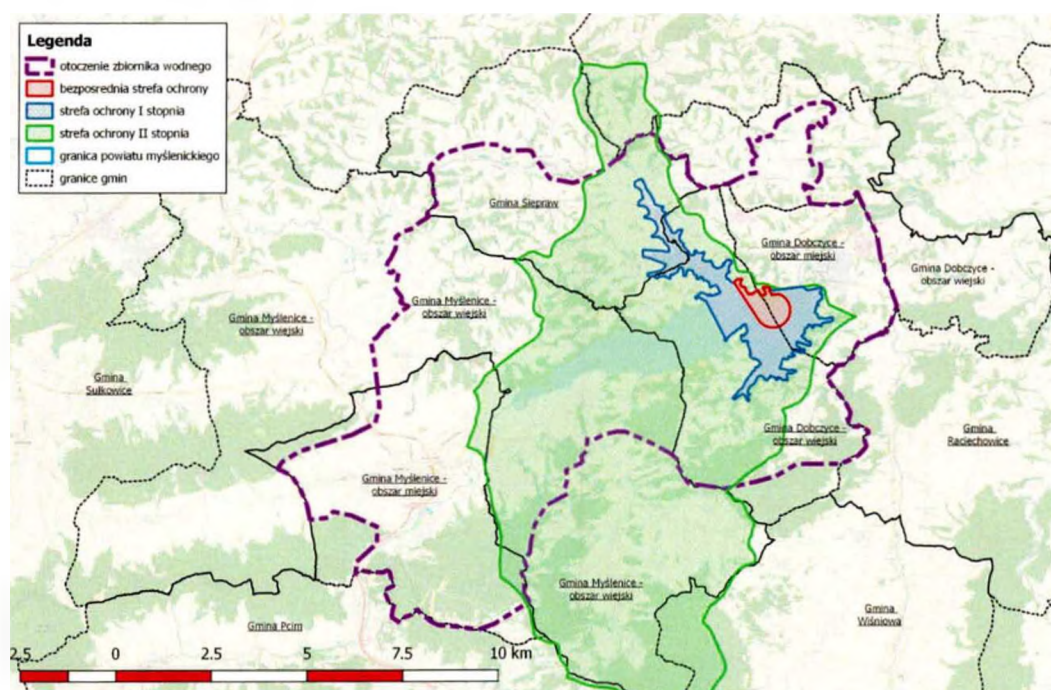 Legenda
otoczenie zbiornika wodnego
bezposrednia strefa ochrony
strefa ochrony I stopnia
strefa ochrony II stopnia
granica powiatu myślenickiego
granice gmin
Gmina Siepraw
Gmina Dobczyce -
obszar miejski
Gmina Dobczyce -
obszar wiejski
Gmina Myślenice -
obszar wiejski
Gmina Myślenice -
obszar wiejski
Gmina
Sułkowice
Gmina Dobczyce -
obszar wiejski
Gmina
Raciechowice
Gmina Myślenice -
obszar miejski
Gmina Myślenice -
obszar wiejski
Gmina
Wiśniowa
Gmina Pcim
2.5 0 2.5 5 7.5 10 km